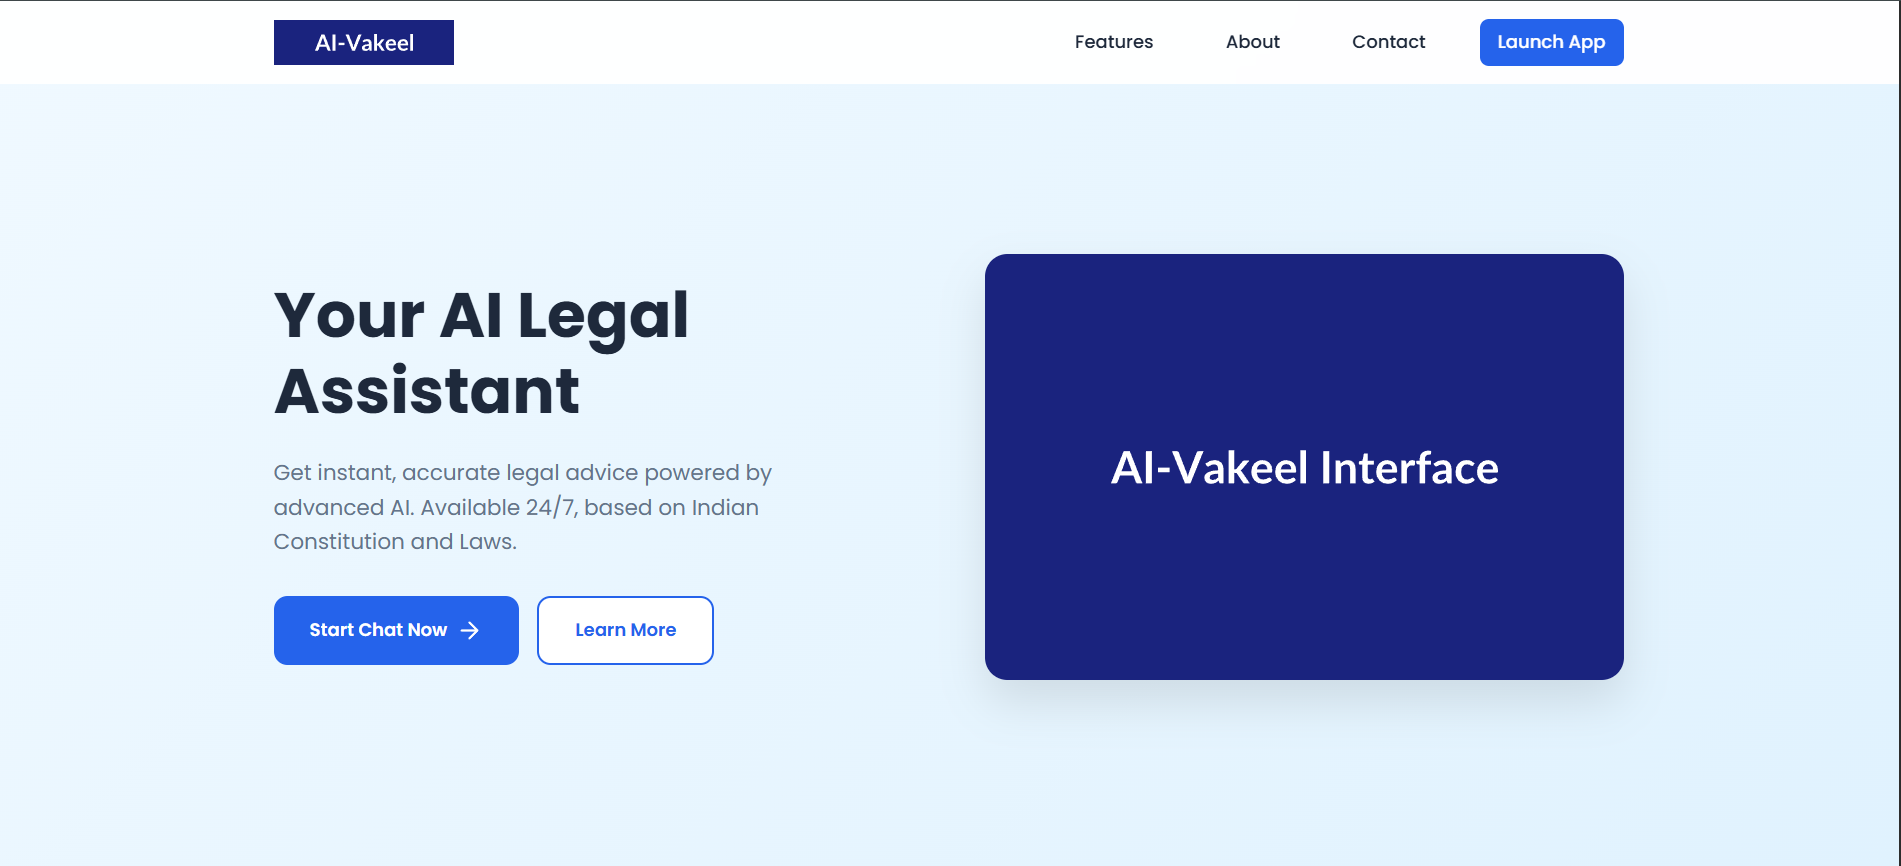 AI-Vakeel
Features
About
Contact
Launch App
Your AI Legal
Assistant
Get instant, accurate legal advice powered by
advanced AI. Available 24/7, based on Indian
Constitution and Laws.
Start Chat Now
Learn More
AI-Vakeel Interface